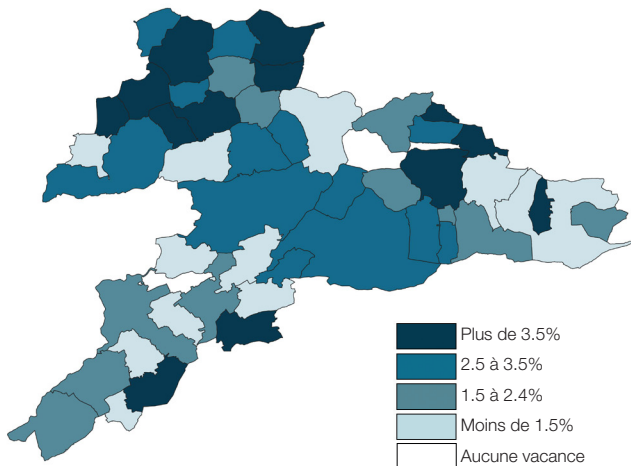 Plus de 3.5%
2.5 à 3.5%
1.5 à 2.4%
Moins de 1.5%
Aucune vacance